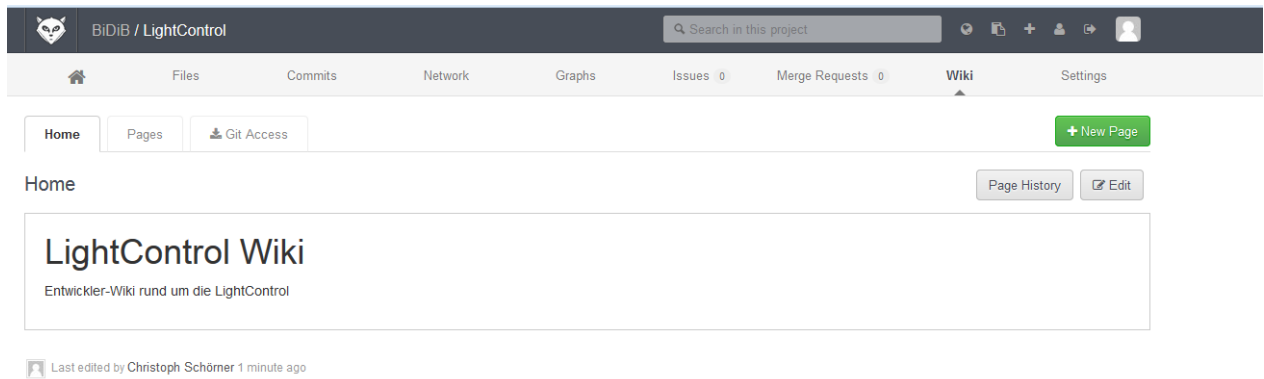 BiDiB / LightControl
Search in this project
Files Commits Network Graphs Issues 0 Merge Requests 0 Wiki Settings
Home Pages Git Access
+ New Page
Home
Page History Edit
LightControl Wiki
Entwickler-Wiki rund um die LightControl
Last edited by Christoph Schörner 1 minute ago